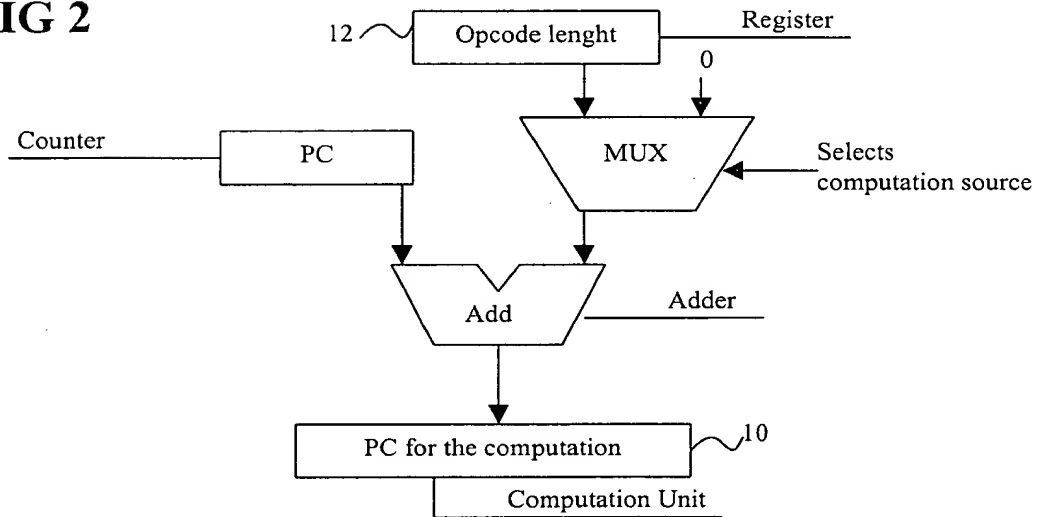 IG 2
12
Opcode lenght
Register
0
Counter
PC
MUX
Selects
computation source
Add
Adder
PC for the computation
10
Computation Unit